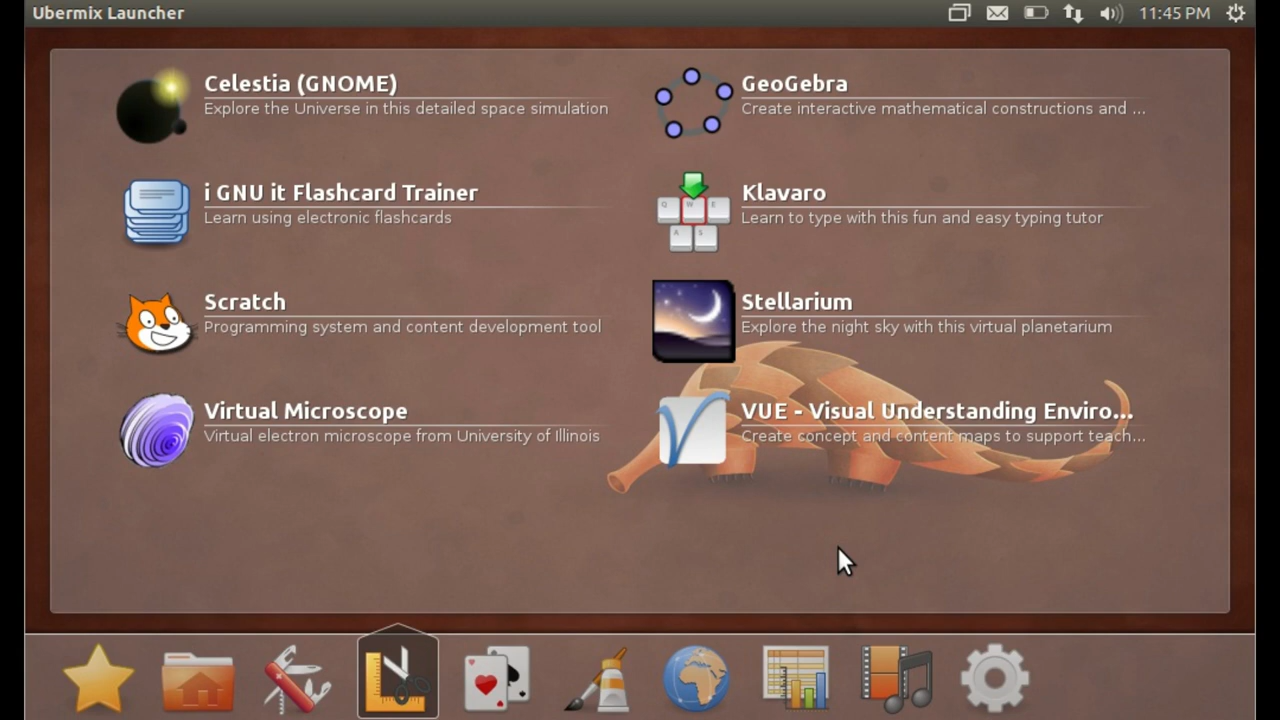 Ubermix Launcher
11:45 PM
Celestia (GNOME)
Explore the Universe in this detailed space simulation
GeoGebra
Create interactive mathematical constructions and ...
i GNU it Flashcard Trainer
Learn using electronic flashcards
Q W E
A S
Klavaro
Learn to type with this fun and easy typing tutor
Scratch
Programming system and content development tool
Stellarium
Explore the night sky with this virtual planetarium
Virtual Microscope
Virtual electron microscope from University of Illinois
VUE - Visual Understanding Enviro...
Create concept and content maps to support teach...